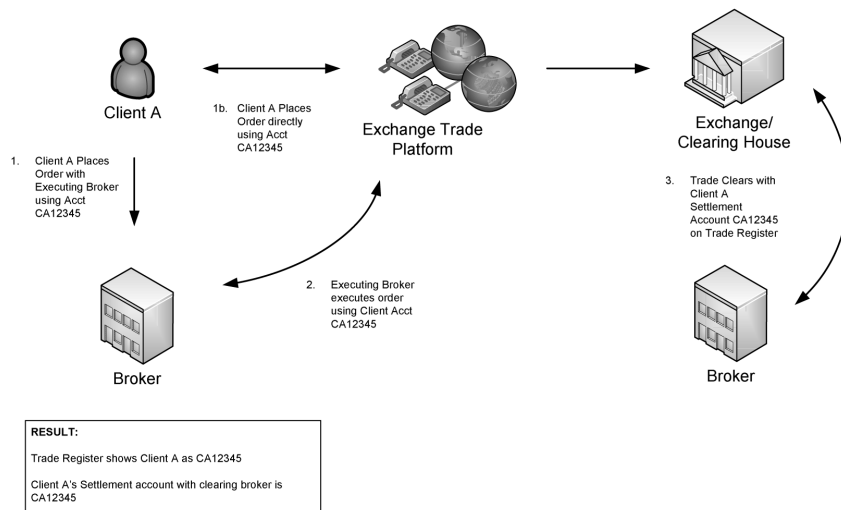 Client A
1b. Client A Places
Order directly
using Acct
CA12345
Exchange Trade
Platform
Exchange/
Clearing House
1. Client A Places
Order with
Executing Broker
using Acct
CA12345
3. Trade Clears with
Client A
Settlement
Account CA12345
on Trade Register
2. Executing Broker
executes order
using Client Acct
CA12345
Broker
Broker
RESULT:
Trade Register shows Client A as CA12345
Client A's Settlement account with clearing broker is
CA12345